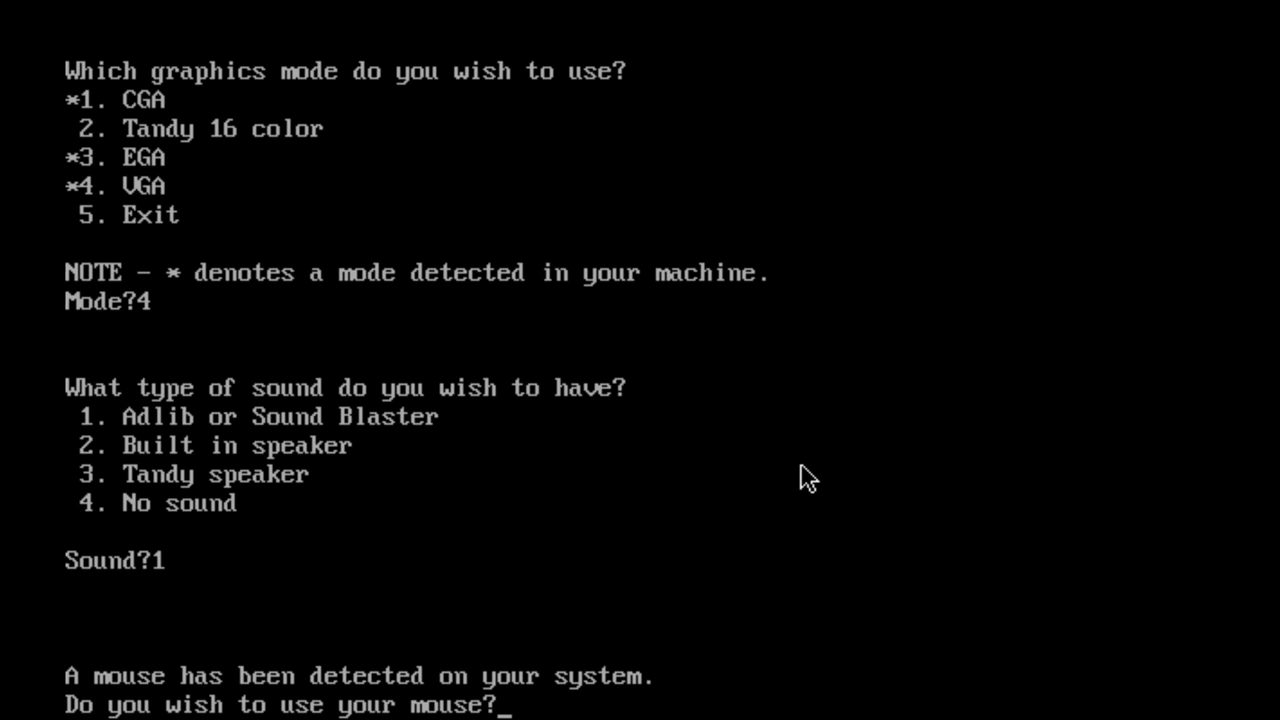 Which graphics mode do you wish to use?
*1. CGA
2. Tandy 16 color
*3. EGA
*4. VGA
5. Exit
NOTE - * denotes a mode detected in your machine.
Mode?4
What type of sound do you wish to have?
1. Adlib or Sound Blaster
2. Built in speaker
3. Tandy speaker
4. No sound
Sound?1
A mouse has been detected on your system.
Do you wish to use your mouse?_